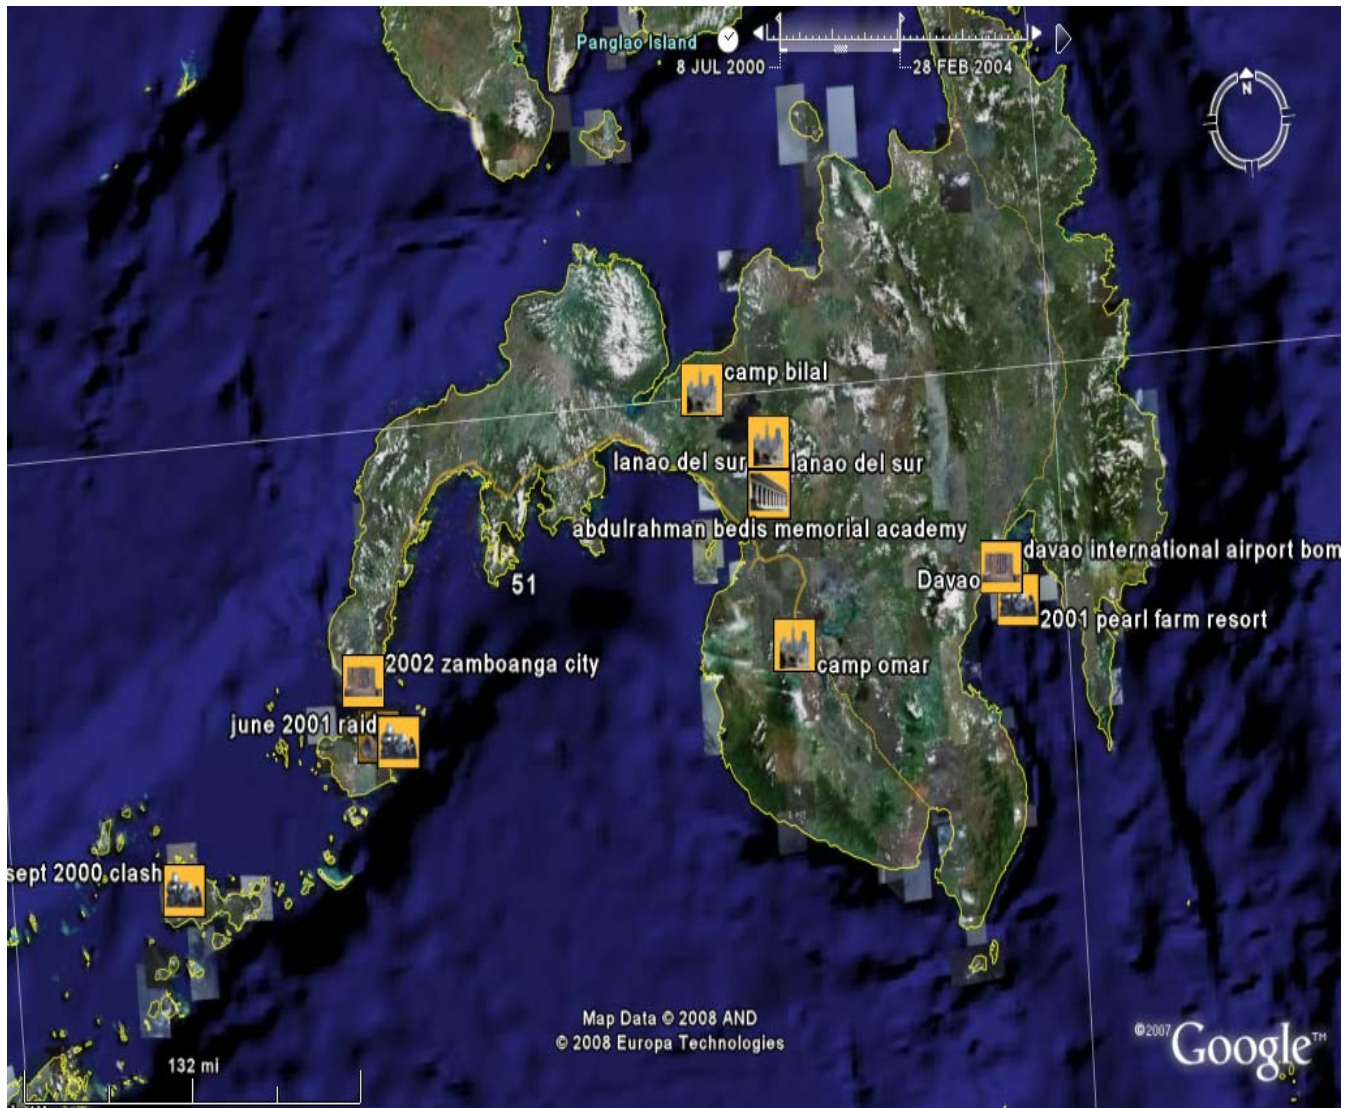 Panglao Island
8 JUL 2000
28 FEB 2004
N
camp bilal
lanao del sur
lanao del sur
abdulrahman bedis memorial academy
davao international airport bom
Davao
51
2001 pearl farm resort
2002 zamboanga city
camp omar
june 2001 raid
sept 2000 clash
Map Data © 2008 AND
© 2008 Europa Technologies
©2007 Google™
132 mi